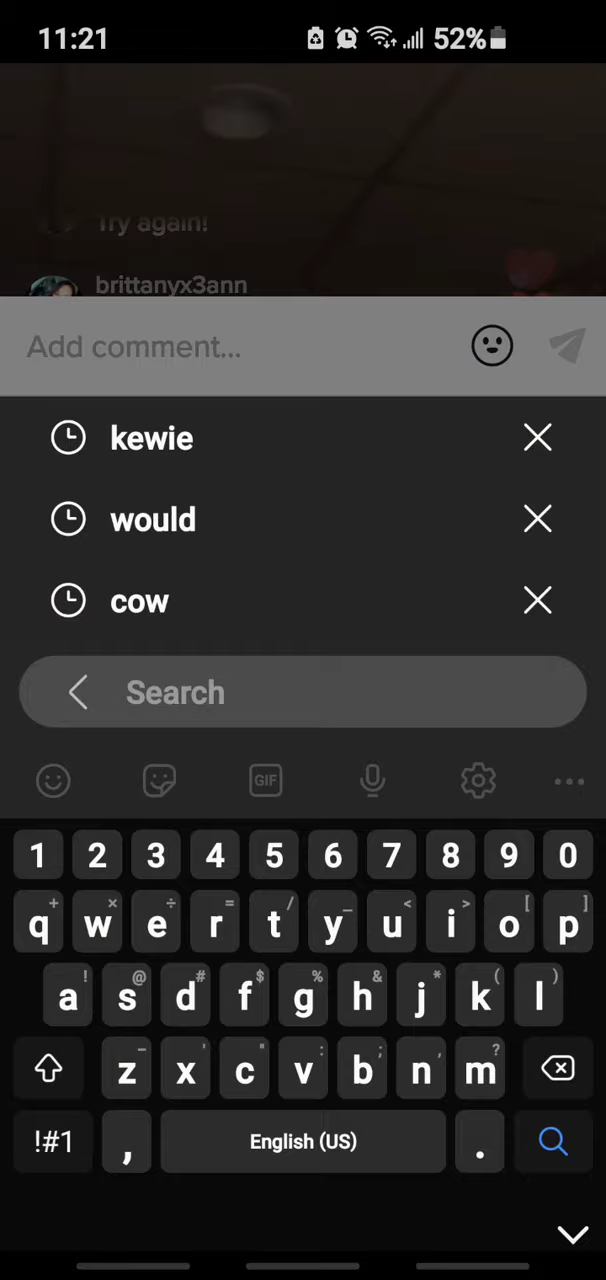 11:21 52%
Try again!
brittanyx3ann
Add comment...
kewie
would
cow
Search
GIF
1 2 3 4 5 6 7 8 9 0
+ × ÷ = / _ < > [ ]
q w e r t y u i o p
! @ # $ % & * ( )
a s d f g h j k l
- ' " : ; , ?
z x c v b n m
!#1 , English (US) .